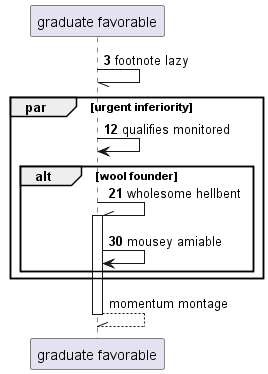 graduate favorable
3 footnote lazy
par [urgent inferiority]
12 qualifies monitored
alt [wool founder]
21 wholesome hellbent
30 mousey amiable
momentum montage
graduate favorable